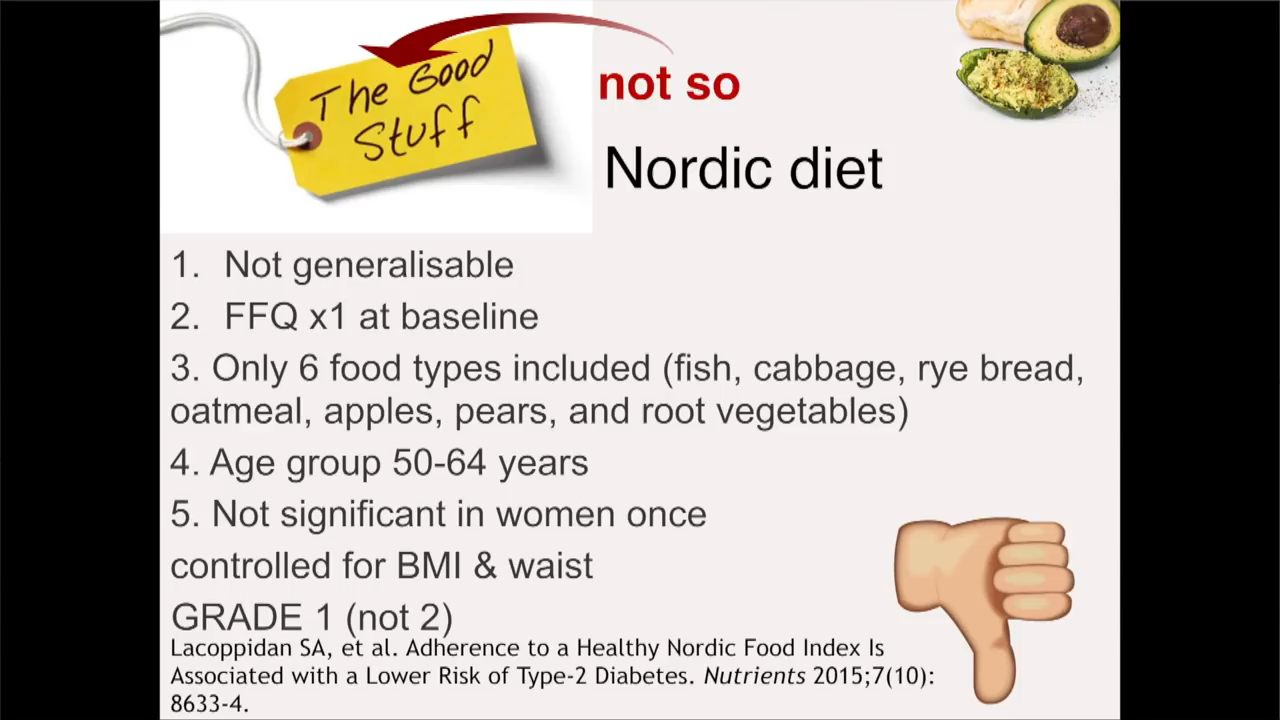 The Good
Stuff
not so
Nordic diet
1. Not generalisable
2. FFQ x1 at baseline
3. Only 6 food types included (fish, cabbage, rye bread,
oatmeal, apples, pears, and root vegetables)
4. Age group 50-64 years
5. Not significant in women once
controlled for BMI & waist
GRADE 1 (not 2)
Lacoppidan SA, et al. Adherence to a Healthy Nordic Food Index Is
Associated with a Lower Risk of Type-2 Diabetes. Nutrients 2015;7(10):
8633-4.